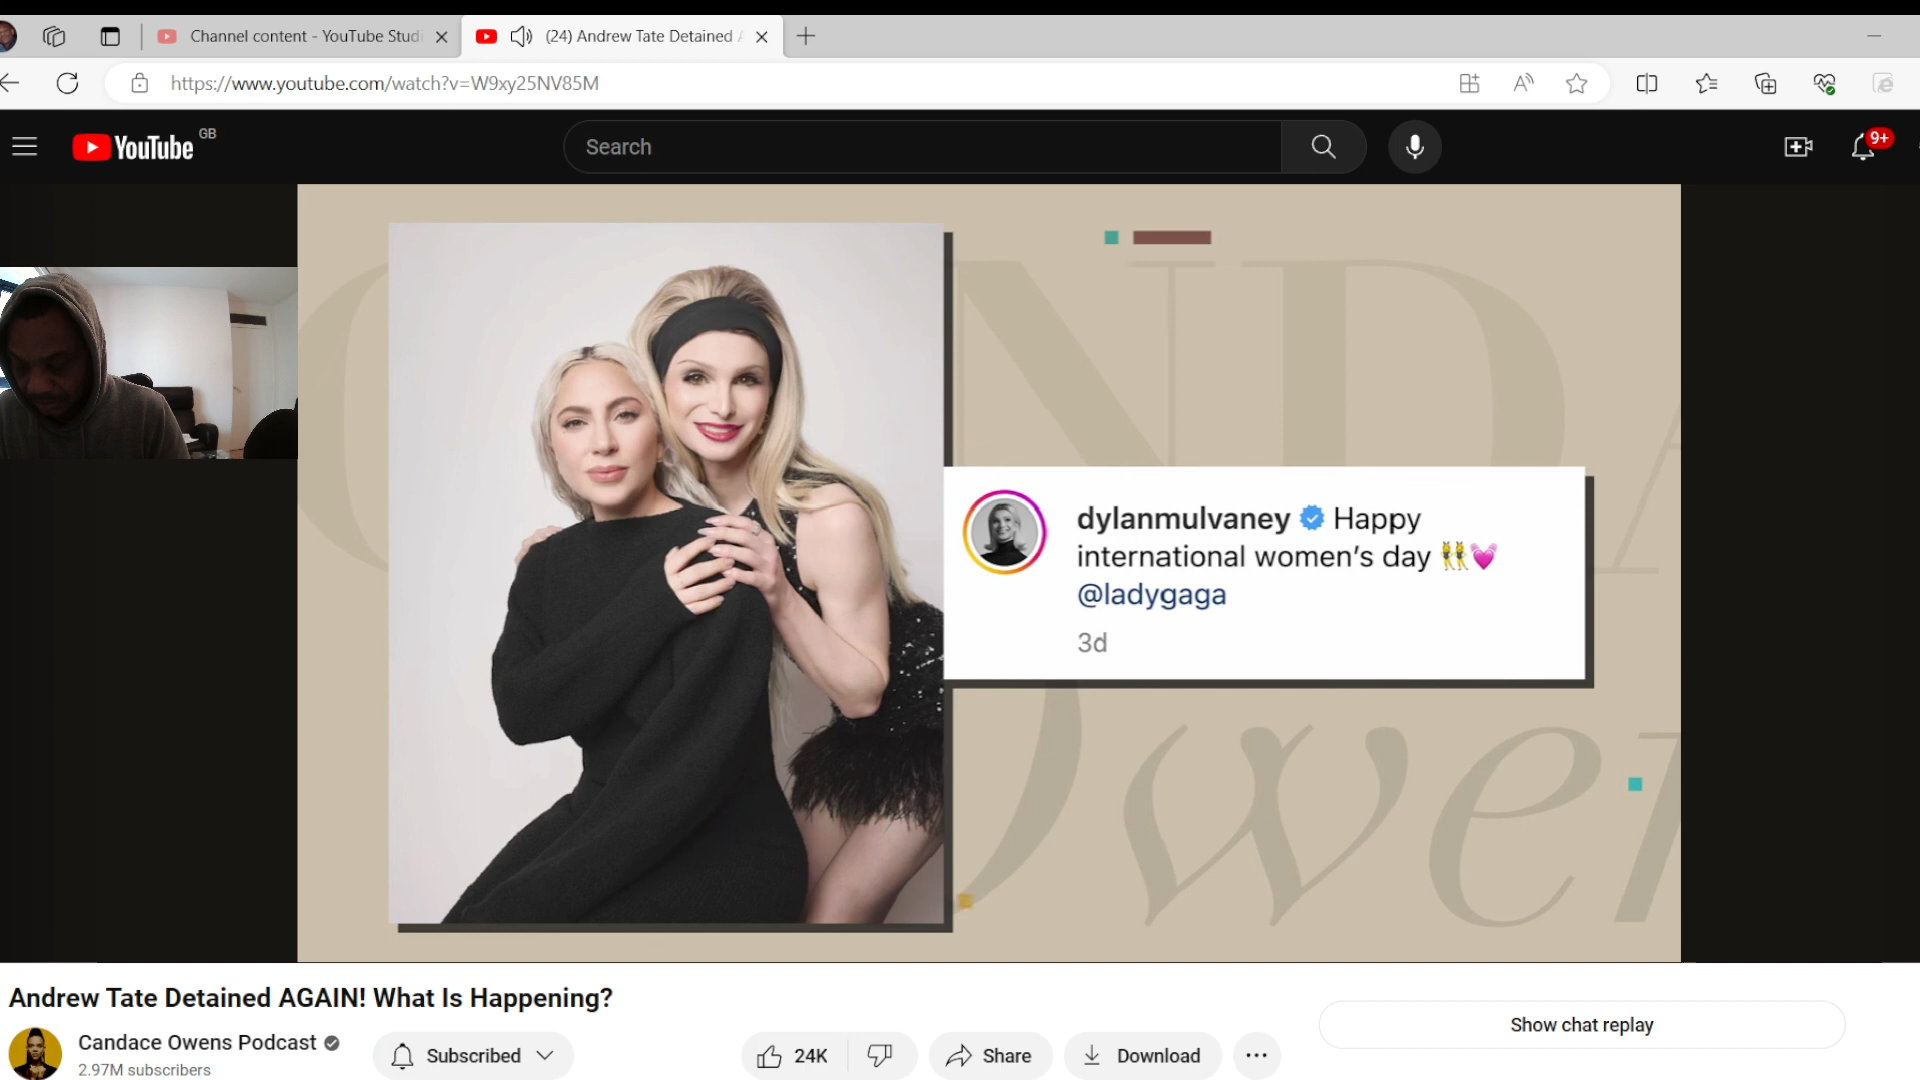 Channel content - YouTube Studi
(24) Andrew Tate Detained A
https://www.youtube.com/watch?v=W9xy25NV85M
YouTube GB
Search
9+
dylanmulvaney Happy
international women's day
@ladygaga
3d
Andrew Tate Detained AGAIN! What Is Happening?
Show chat replay
Candace Owens Podcast
2.97M subscribers
Subscribed
24K
Share
Download